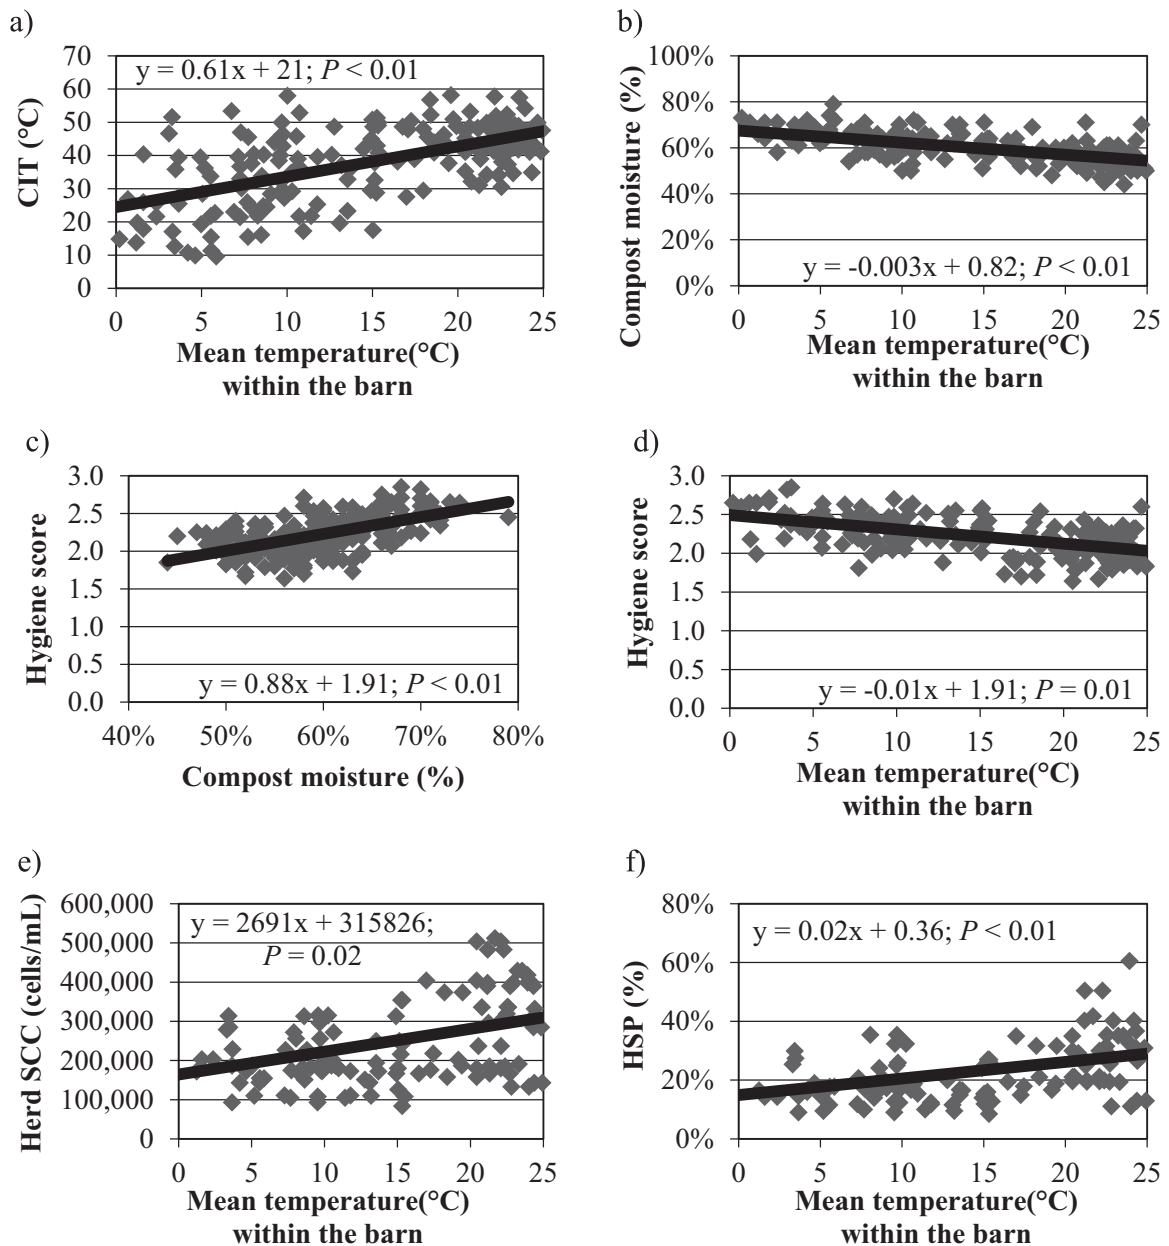 a)
y = 0.61x + 21; P < 0.01
CIT (°C)
70
60
50
40
30
20
10
0
0 5 10 15 20 25
Mean temperature(°C)
within the barn
b)
Compost moisture (%)
100%
80%
60%
40%
20%
0%
y = -0.003x + 0.82; P < 0.01
0 5 10 15 20 25
Mean temperature(°C)
within the barn
c)
Hygiene score
3.0
2.5
2.0
1.5
1.0
0.5
0.0
y = 0.88x + 1.91; P < 0.01
40% 50% 60% 70% 80%
Compost moisture (%)
d)
Hygiene score
3.0
2.5
2.0
1.5
1.0
0.5
0.0
y = -0.01x + 1.91; P = 0.01
0 5 10 15 20 25
Mean temperature(°C)
within the barn
e)
Herd SCC (cells/mL)
600,000
500,000
400,000
300,000
200,000
100,000
0
y = 2691x + 315826;
P = 0.02
0 5 10 15 20 25
Mean temperature(°C)
within the barn
f)
HSP (%)
80%
60%
40%
20%
0%
y = 0.02x + 0.36; P < 0.01
0 5 10 15 20 25
Mean temperature(°C)
within the barn